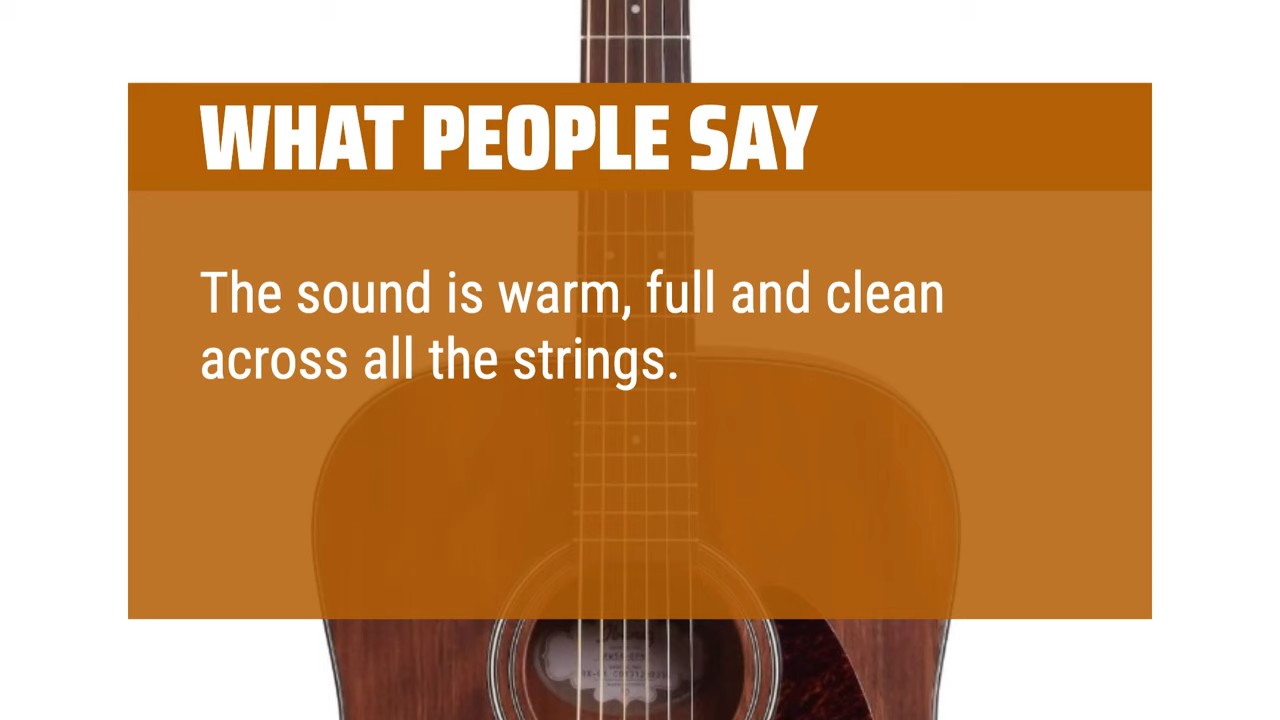 WHAT PEOPLE SAY
The sound is warm, full and clean
across all the strings.